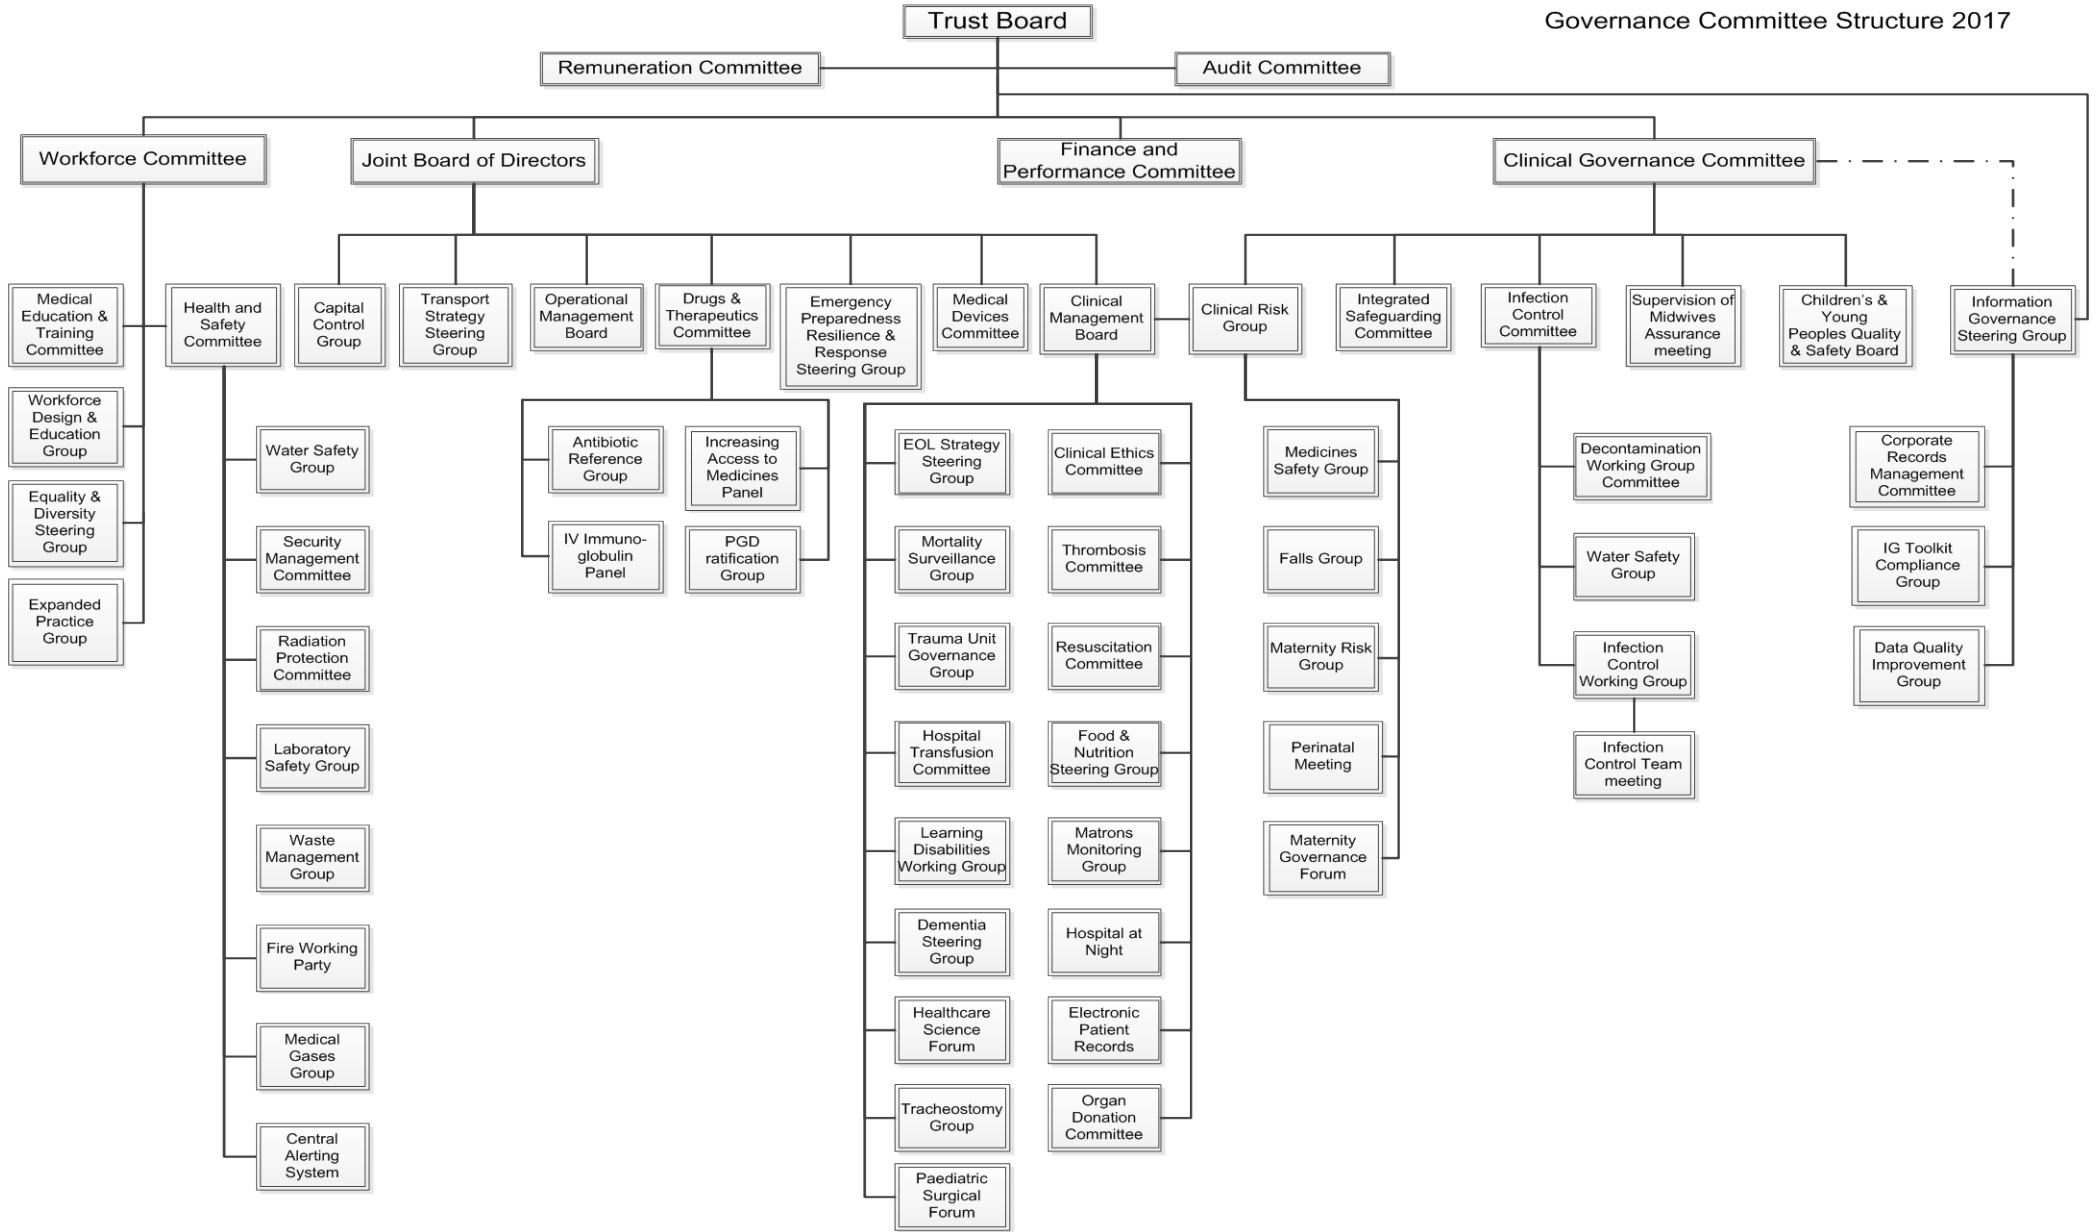 Trust Board
Governance Committee Structure 2017
Remuneration Committee
Audit Committee
Workforce Committee
Joint Board of Directors
Finance and
Performance Committee
Clinical Governance Committee
Medical
Education &
Training
Committee
Health and
Safety
Committee
Capital
Control
Group
Transport
Strategy
Steering
Group
Operational
Management
Board
Drugs &
Therapeutics
Committee
Emergency
Preparedness
Resilience &
Response
Steering Group
Medical
Devices
Committee
Clinical
Management
Board
Clinical Risk
Group
Integrated
Safeguarding
Committee
Infection
Control
Committee
Supervision of
Midwives
Assurance
meeting
Children's &
Young
Peoples Quality
& Safety Board
Information
Governance
Steering Group
Workforce
Design &
Education
Group
Equality &
Diversity
Steering
Group
Expanded
Practice
Group
Water Safety
Group
Security
Management
Committee
Radiation
Protection
Committee
Laboratory
Safety Group
Waste
Management
Group
Fire Working
Party
Medical
Gases
Group
Central
Alerting
System
Antibiotic
Reference
Group
IV Immuno-
globulin
Panel
Increasing
Access to
Medicines
Panel
PGD
ratification
Group
EOL Strategy
Steering
Group
Mortality
Surveillance
Group
Trauma Unit
Governance
Group
Hospital
Transfusion
Committee
Learning
Disabilities
Working Group
Dementia
Steering
Group
Healthcare
Science
Forum
Tracheostomy
Group
Paediatric
Surgical
Forum
Clinical Ethics
Committee
Thrombosis
Committee
Resuscitation
Committee
Food &
Nutrition
Steering Group
Matrons
Monitoring
Group
Hospital at
Night
Electronic
Patient
Records
Organ
Donation
Committee
Medicines
Safety Group
Falls Group
Maternity Risk
Group
Perinatal
Meeting
Maternity
Governance
Forum
Decontamination
Working Group
Committee
Water Safety
Group
Infection
Control
Working Group
Infection
Control Team
meeting
Corporate
Records
Management
Committee
IG Toolkit
Compliance
Group
Data Quality
Improvement
Group